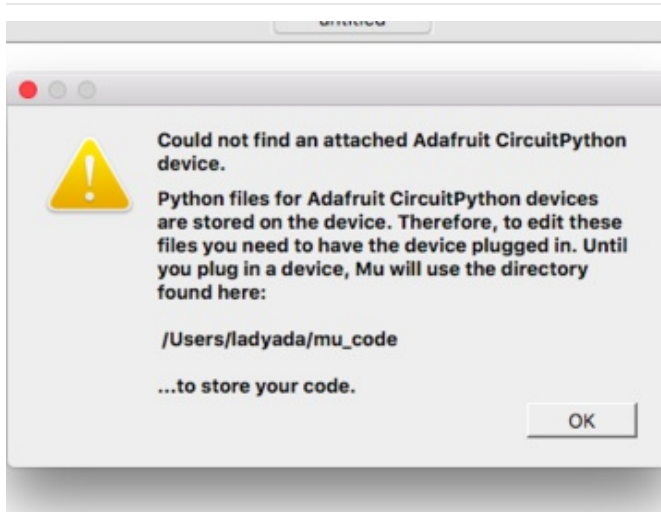 untitled
Could not find an attached Adafruit CircuitPython
device.
Python files for Adafruit CircuitPython devices
are stored on the device. Therefore, to edit these
files you need to have the device plugged in. Until
you plug in a device, Mu will use the directory
found here:
/Users/ladyada/mu_code
...to store your code.
OK